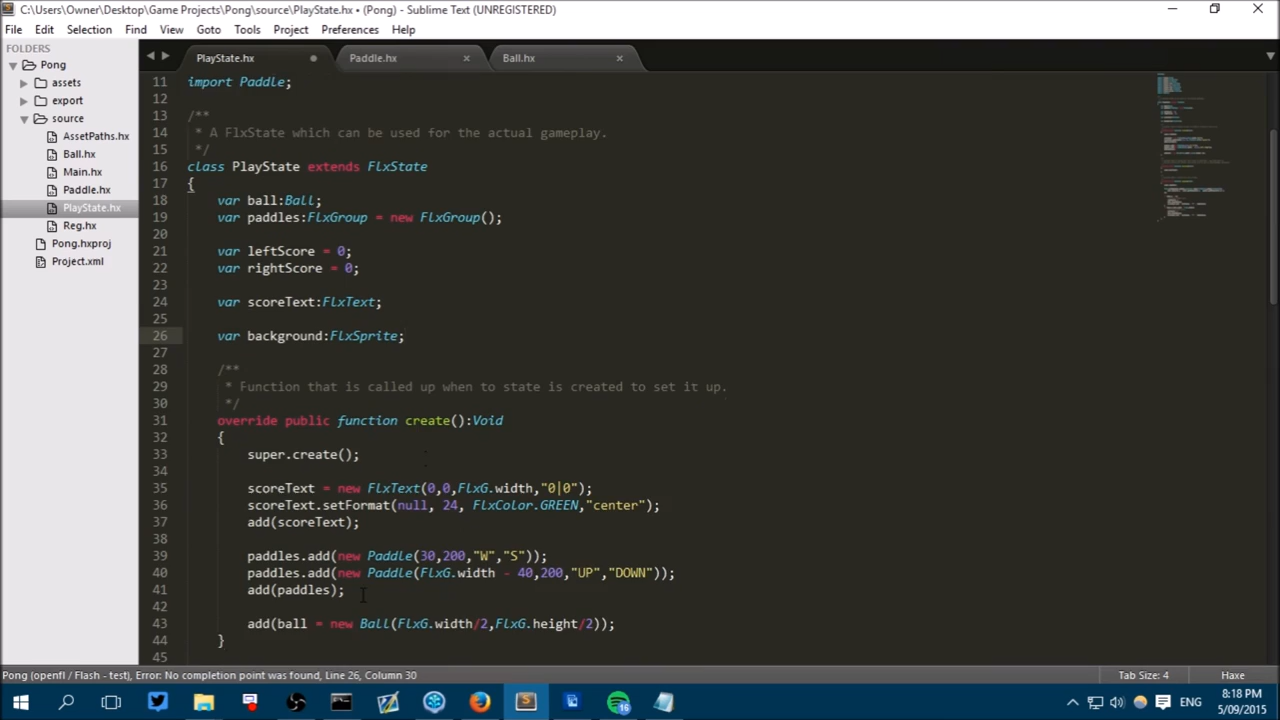 C:\Users\Owner\Desktop\Game Projects\Pong\source\PlayState.hx • (Pong) - Sublime Text (UNREGISTERED)
File Edit Selection Find View Goto Tools Project Preferences Help
FOLDERS
Pong
assets
export
source
AssetPaths.hx
Ball.hx
Main.hx
Paddle.hx
PlayState.hx
Reg.hx
Pong.hxproj
Project.xml
PlayState.hx Paddle.hx Ball.hx
11 import Paddle;
12
13 /**
14 * A FlxState which can be used for the actual gameplay.
15 */
16 class PlayState extends FlxState
17 {
18 var ball:Ball;
19 var paddles:FlxGroup = new FlxGroup();
20
21 var leftScore = 0;
22 var rightScore = 0;
23
24 var scoreText:FlxText;
25
26 var background:FlxSprite;
27
28 /**
29 * Function that is called up when to state is created to set it up.
30 */
31 override public function create():Void
32 {
33 super.create();
34
35 scoreText = new FlxText(0,0,FlxG.width,"0|0");
36 scoreText.setFormat(null, 24, FlxColor.GREEN,"center");
37 add(scoreText);
38
39 paddles.add(new Paddle(30,200,"W","S"));
40 paddles.add(new Paddle(FlxG.width - 40,200,"UP","DOWN"));
41 add(paddles);
42
43 add(ball = new Ball(FlxG.width/2,FlxG.height/2));
44 }
45
Pong (openfl / Flash - test), Error: No completion point was found, Line 26, Column 30
Tab Size: 4 Haxe
16
ENG
8:18 PM
5/09/2015